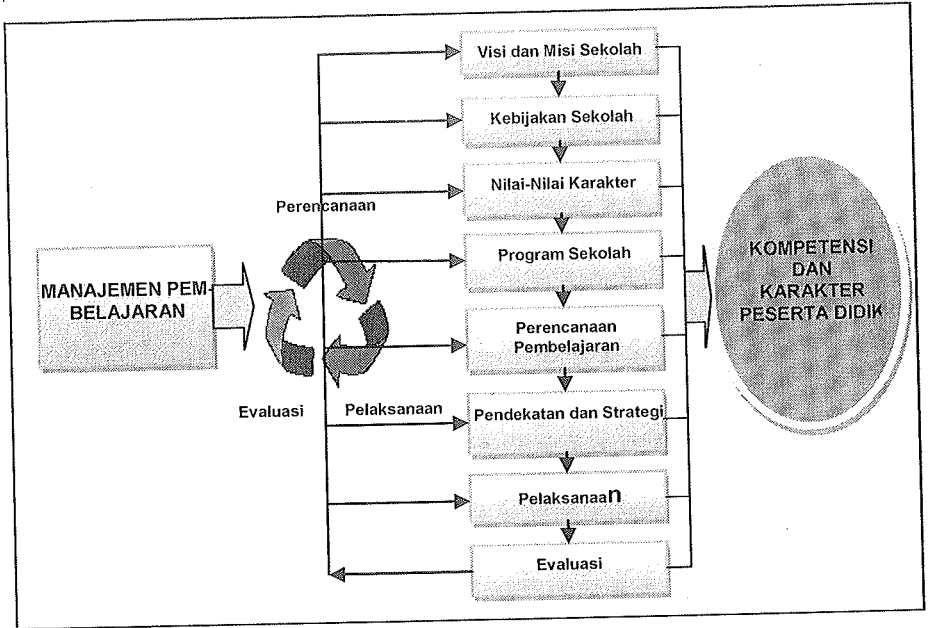 Visi dan Misi Sekolah
Kebijakan Sekolah
Nilai-Nilai Karakter
Perencanaan
Program Sekolah
MANAJEMEN PEM-
BELAJARAN
KOMPETENSI
DAN
KARAKTER
PESERTA DIDIK
Perencanaan
Pembelajaran
Evaluasi
Pelaksanaan
Pendekatan dan Strategi
Pelaksanaan
Evaluasi